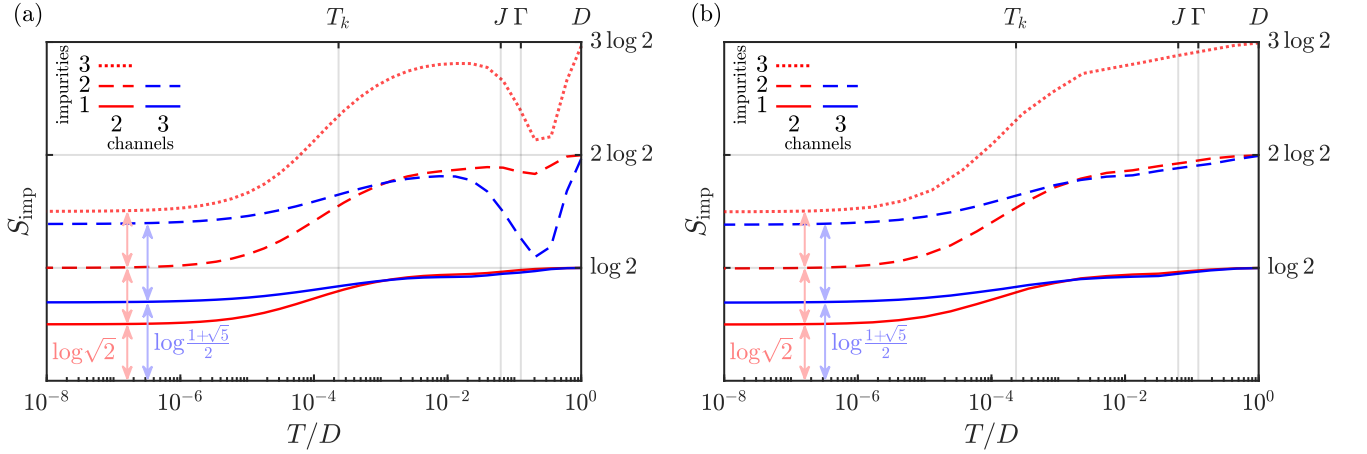 (a)
T_k J Γ D
3 log 2
2 log 2
log 2
impurities
3
2
1
2 3
channels
S_imp
log√2
log (1+√5)/2
10^-8 10^-6 10^-4 10^-2 10^0
T/D
(b)
T_k J Γ D
3 log 2
2 log 2
log 2
impurities
3
2
1
2 3
channels
S_imp
log√2
log (1+√5)/2
10^-8 10^-6 10^-4 10^-2 10^0
T/D